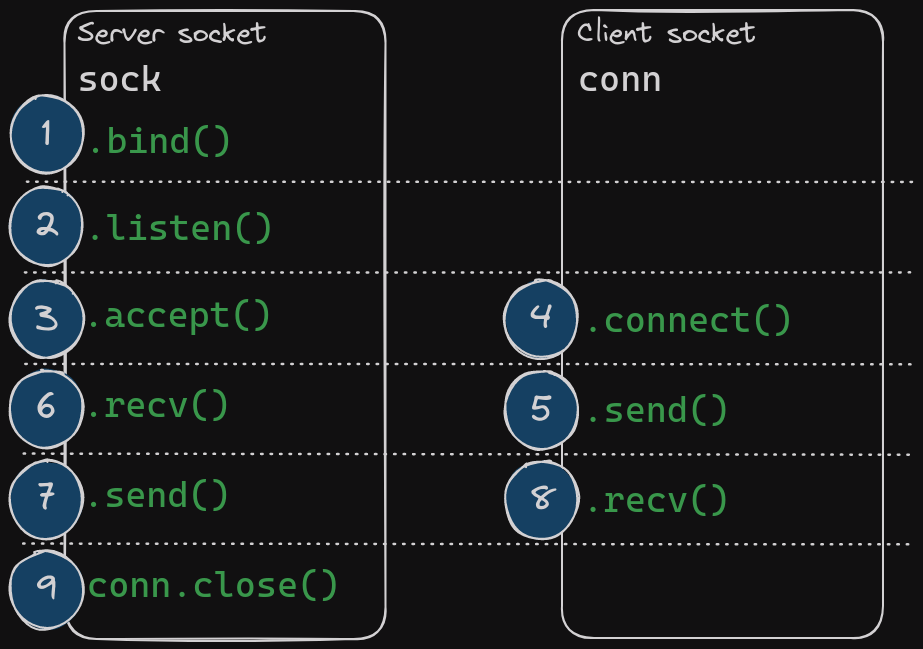 Server socket
sock
1 .bind()
2 .listen()
3 .accept()
6 .recv()
7 .send()
9 conn.close()
Client socket
conn
4 .connect()
5 .send()
8 .recv()